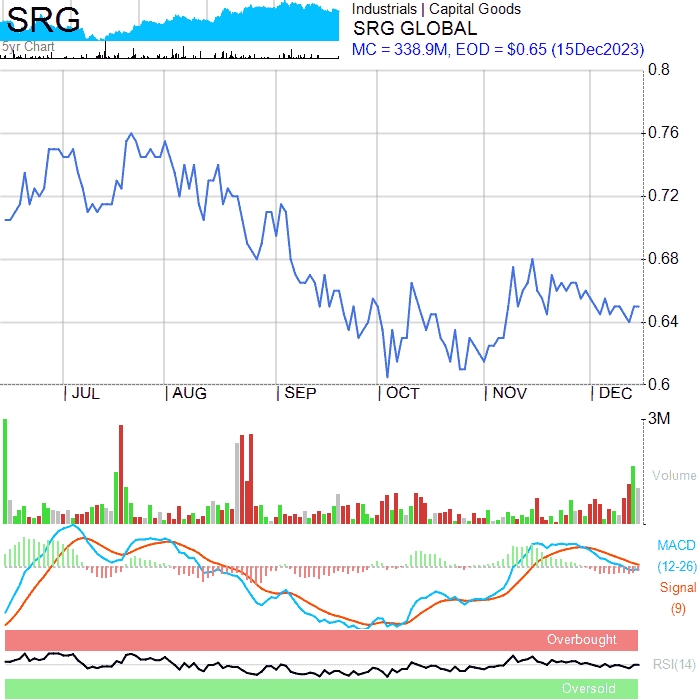 SRG
5yr Chart
Industrials | Capital Goods
SRG GLOBAL
MC = 338.9M, EOD = $0.65 (15Dec2023)
0.8
0.76
0.72
0.68
0.64
0.6
| JUL | AUG | SEP | OCT | NOV | DEC
3M
Volume
MACD
(12-26)
Signal
(9)
Overbought
RSI(14)
Oversold